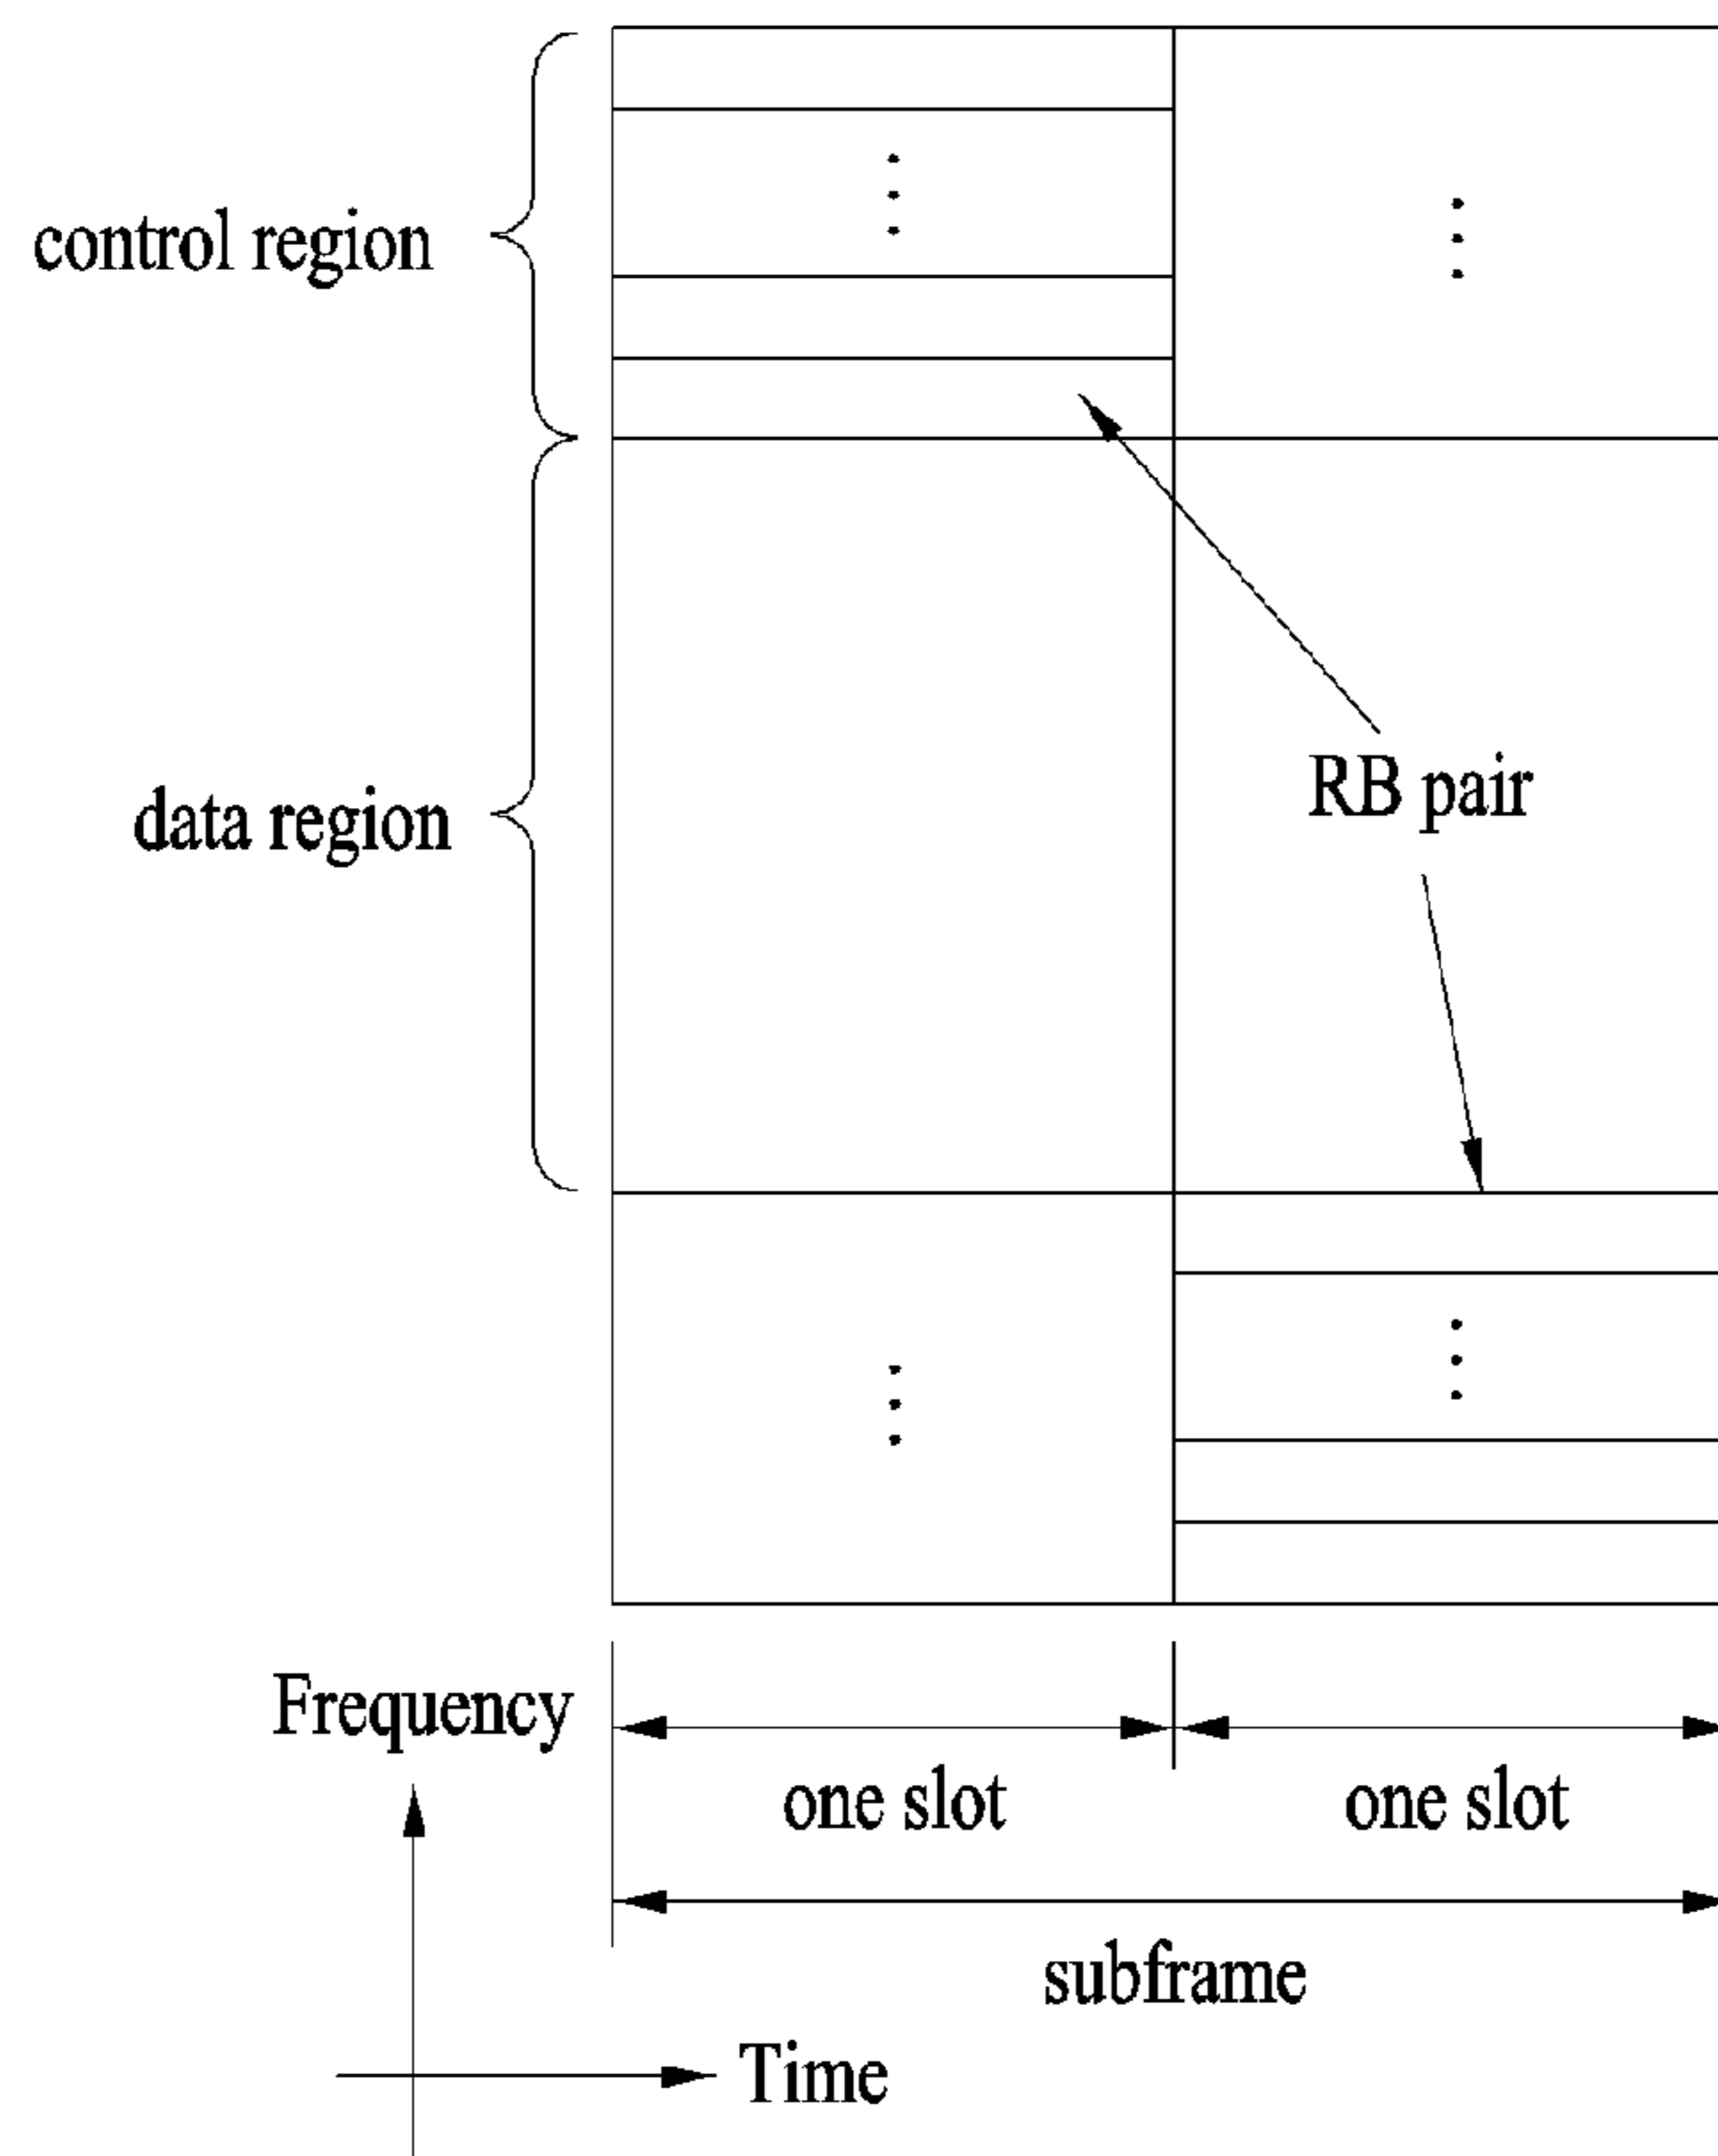 control region
data region
RB pair
Frequency
one slot
one slot
subframe
Time